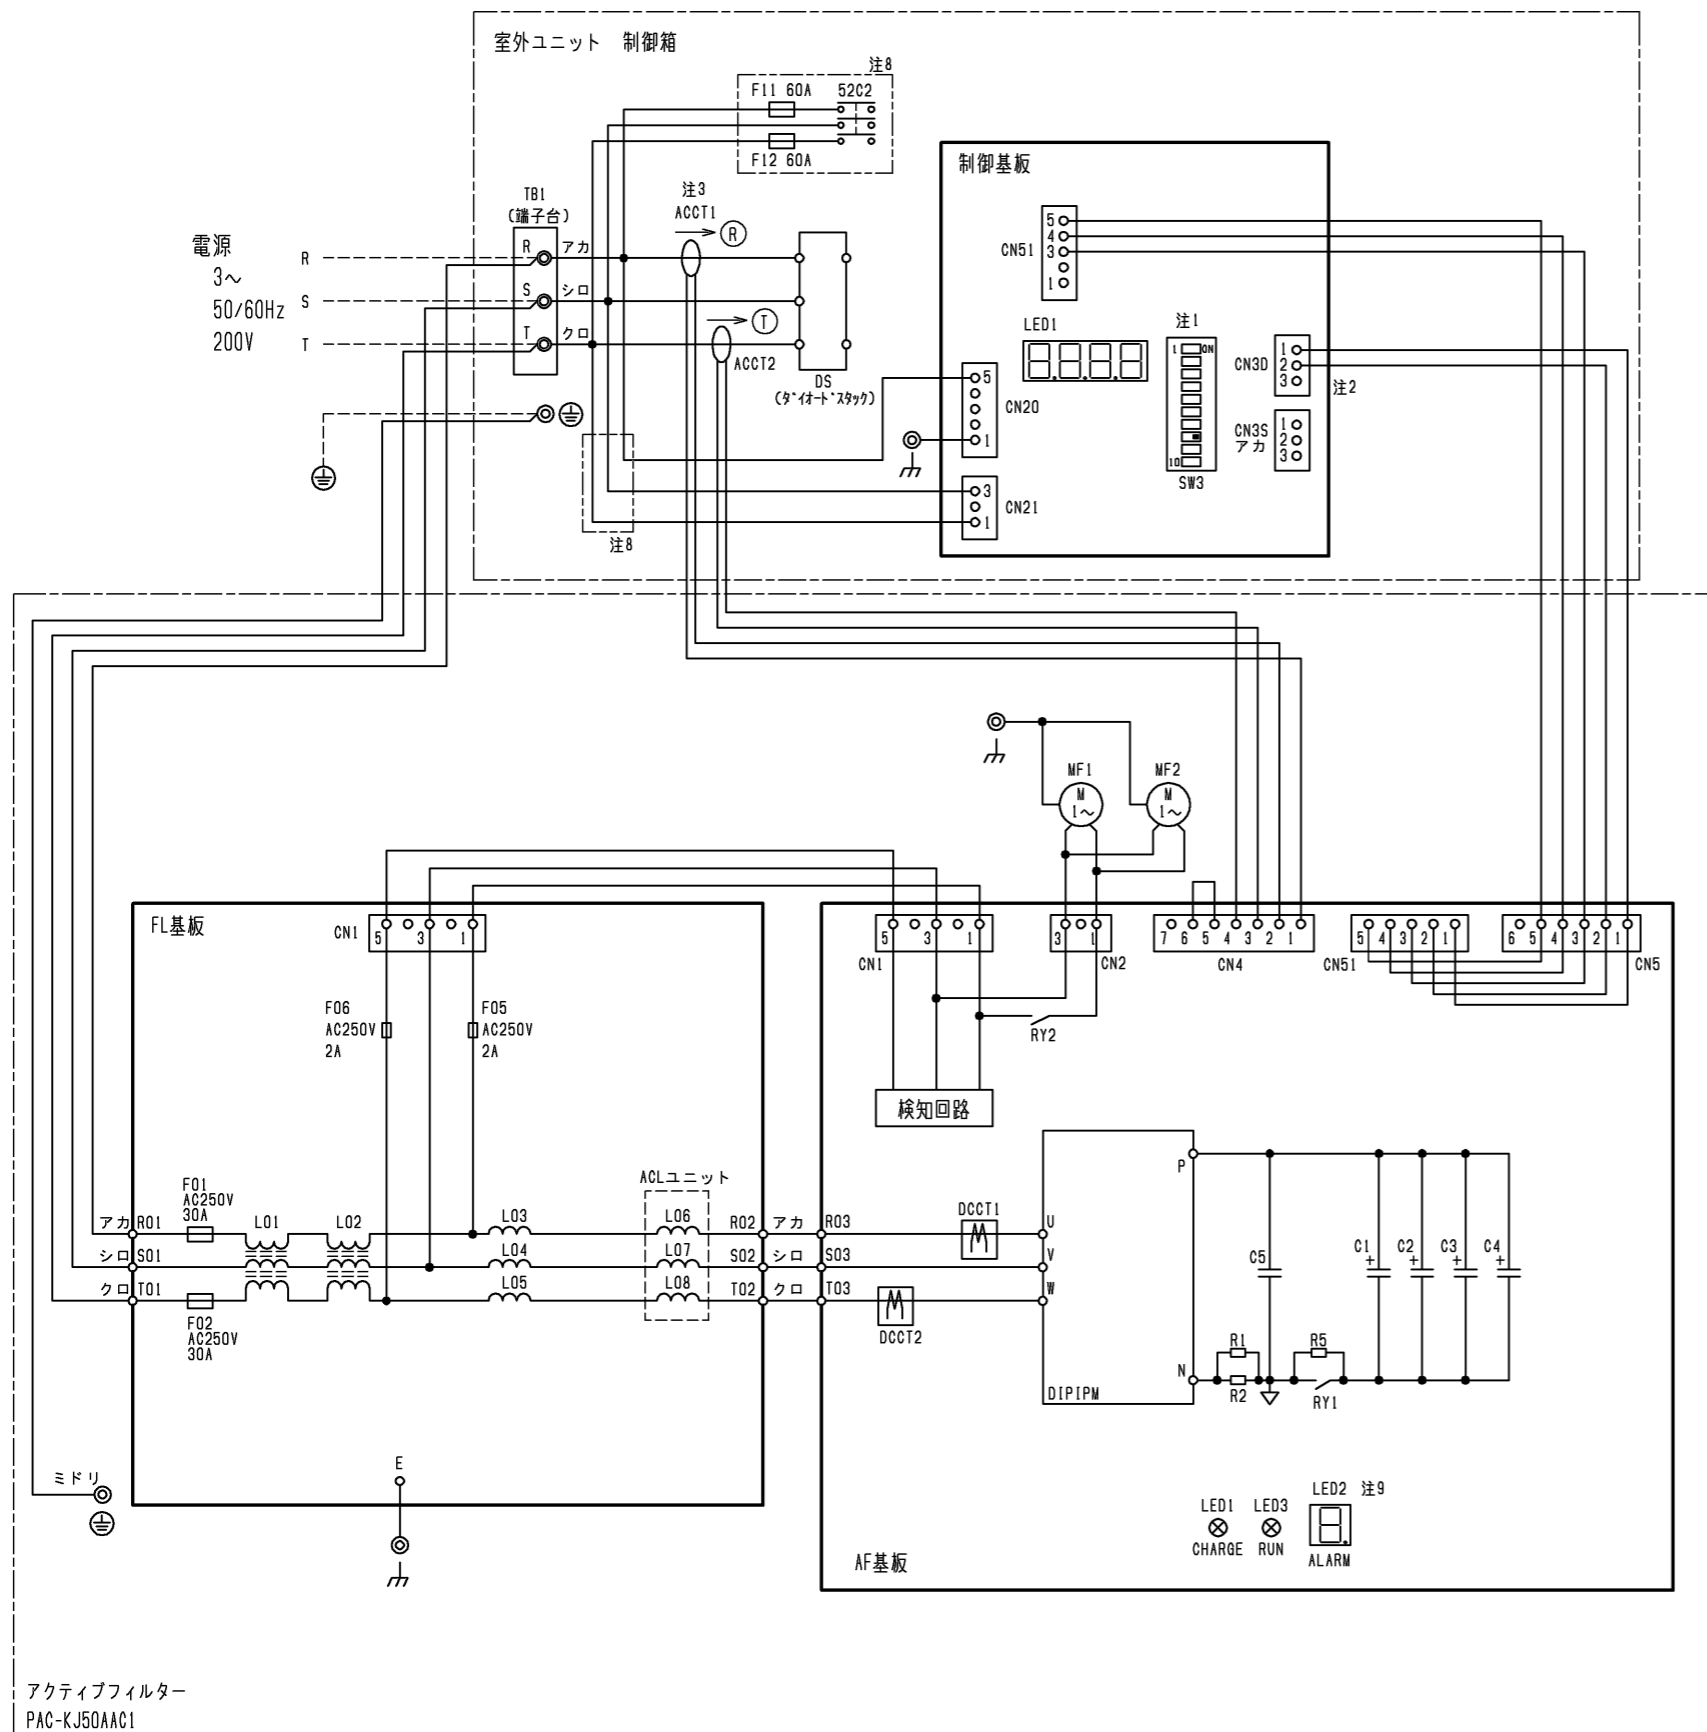 室外ユニット 制御箱
注8
F11 60A 52C2
F12 60A
制御基板
TB1
(端子台)
注3
ACCT1
R
電源
3～
50/60Hz
200V
R
S
T
R アカ
S シロ
T クロ
T
ACCT2
DS
(ダイオードスタック)
CN51
5
4
3
1
LED1
注1
1 ON
10
SW3
CN3D
1
2
3
注2
CN3S
アカ
1
2
3
CN20
5
1
CN21
3
1
注8
MF1
M
1～
MF2
M
1～
FL基板
CN1
5 3 1
F06
AC250V
2A
F05
AC250V
2A
5 3 1
CN1
3 1
CN2
7 6 5 4 3 2 1
CN4
5 4 3 2 1
CN51
6 5 4 3 2 1
CN5
RY2
検知回路
F01
AC250V
30A
L01 L02
L03
L04
L05
ACLユニット
L06
L07
L08
アカ R01
シロ S01
クロ T01
F02
AC250V
30A
R02 アカ R03
S02 シロ S03
T02 クロ T03
DCCT1
DCCT2
U
V
W
P
N
DIPIPM
C5
C1
+
C2
+
C3
+
C4
+
R1
R2
R5
RY1
ミドリ
E
LED1
CHARGE
LED3
RUN
LED2 注9
ALARM
AF基板
アクティブフィルター
PAC-KJ50AAC1